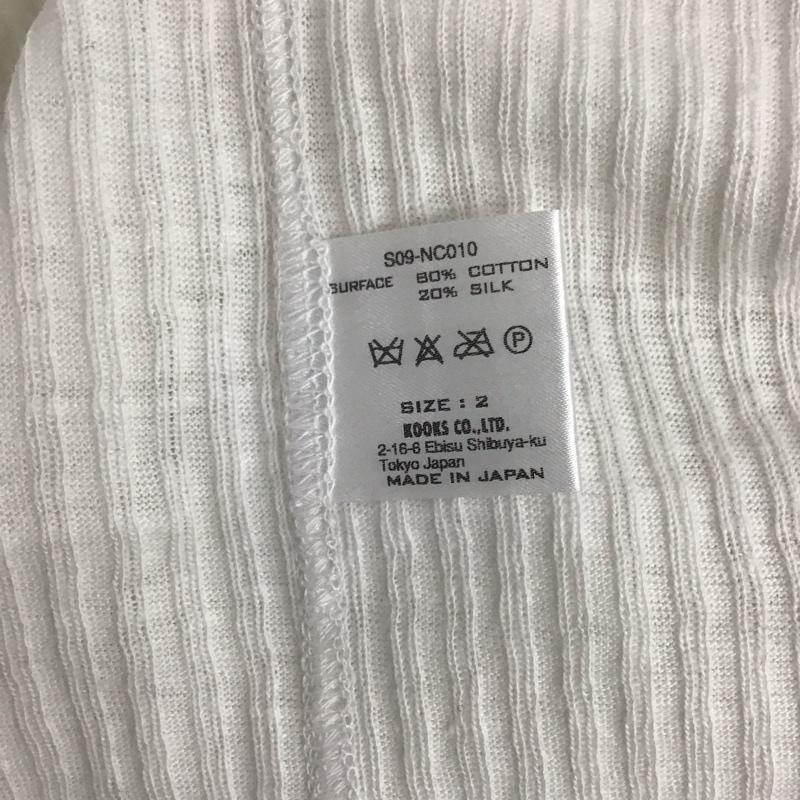 S09-NC010
SURFACE 80% COTTON
20% SILK
P
SIZE : 2
KOOKS CO.,LTD.
2-16-6 Ebisu Shibuya-ku
Tokyo Japan
MADE IN JAPAN